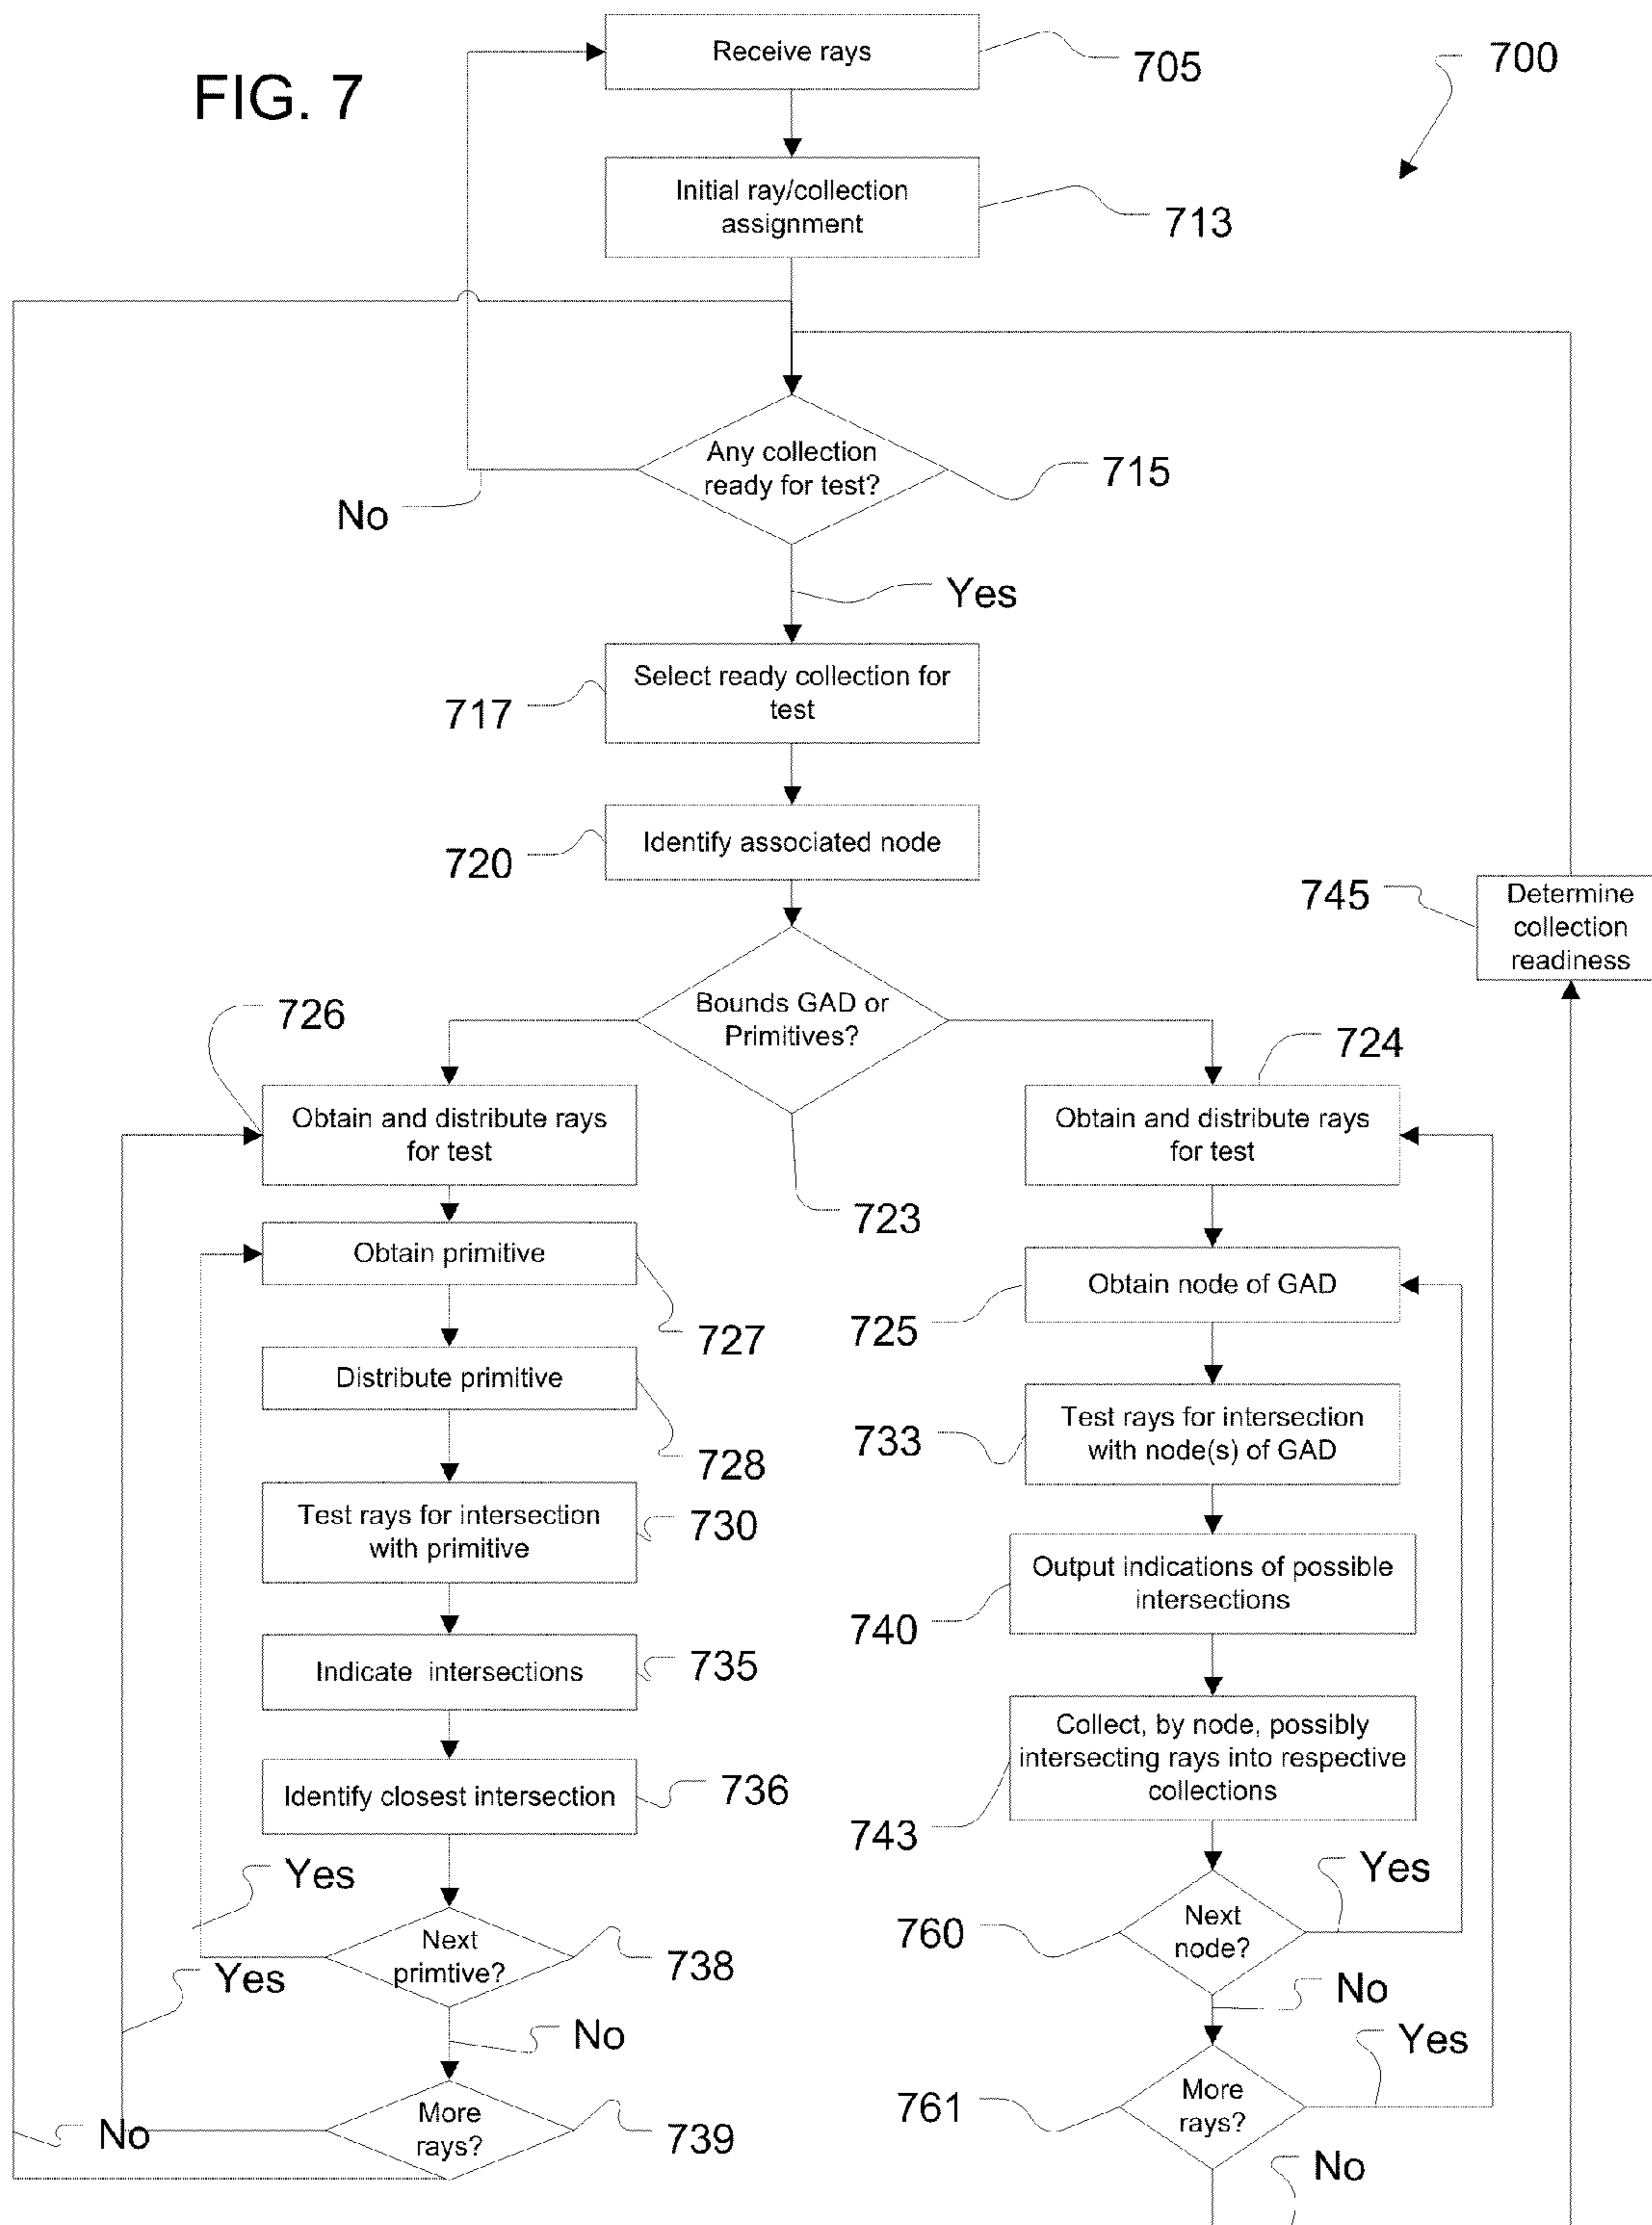 FIG. 7
Receive rays
705
700
Initial ray/collection
assignment
713
Any collection
ready for test?
715
No
Yes
Select ready collection for
test
717
Identify associated node
720
745
Determine
collection
readiness
Bounds GAD or
Primitives?
723
726
724
Obtain and distribute rays
for test
Obtain and distribute rays
for test
Obtain primitive
727
Obtain node of GAD
725
Distribute primitive
728
Test rays for intersection
with node(s) of GAD
733
Test rays for intersection
with primitive
730
Output indications of possible
intersections
740
Indicate intersections
735
Collect, by node, possibly
intersecting rays into respective
collections
743
Identify closest intersection
736
Yes
Yes
Next
primtive?
738
Next
node?
760
Yes
No
No
More
rays?
739
No
More
rays?
761
Yes
No